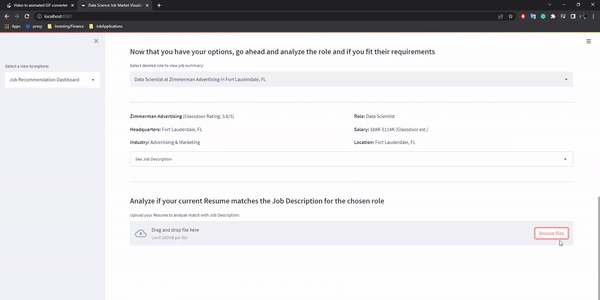 Video to animated GIF converter
Data Science Job Market Visualiz
localhost:8501
Apps
proxy
Investing/Finance
JobApplications
Select a view to explore:
Job Recommendation Dashboard
Now that you have your options, go ahead and analyze the role and if you fit their requirements
Select desired role to view job summary:
Data Scientist at Zimmerman Advertising in Fort Lauderdale, FL
Zimmerman Advertising (Glassdoor Rating: 3.8/5)
Role: Data Scientist
Headquarters: Fort Lauderdale, FL
Salary: $88K-$124K (Glassdoor est.)
Industry: Advertising & Marketing
Location: Fort Lauderdale, FL
See Job Description
Analyze if your current Resume matches the Job Description for the chosen role
Upload your Resume to analyze match with Job Description:
Drag and drop file here
Limit 200MB per file
Browse files